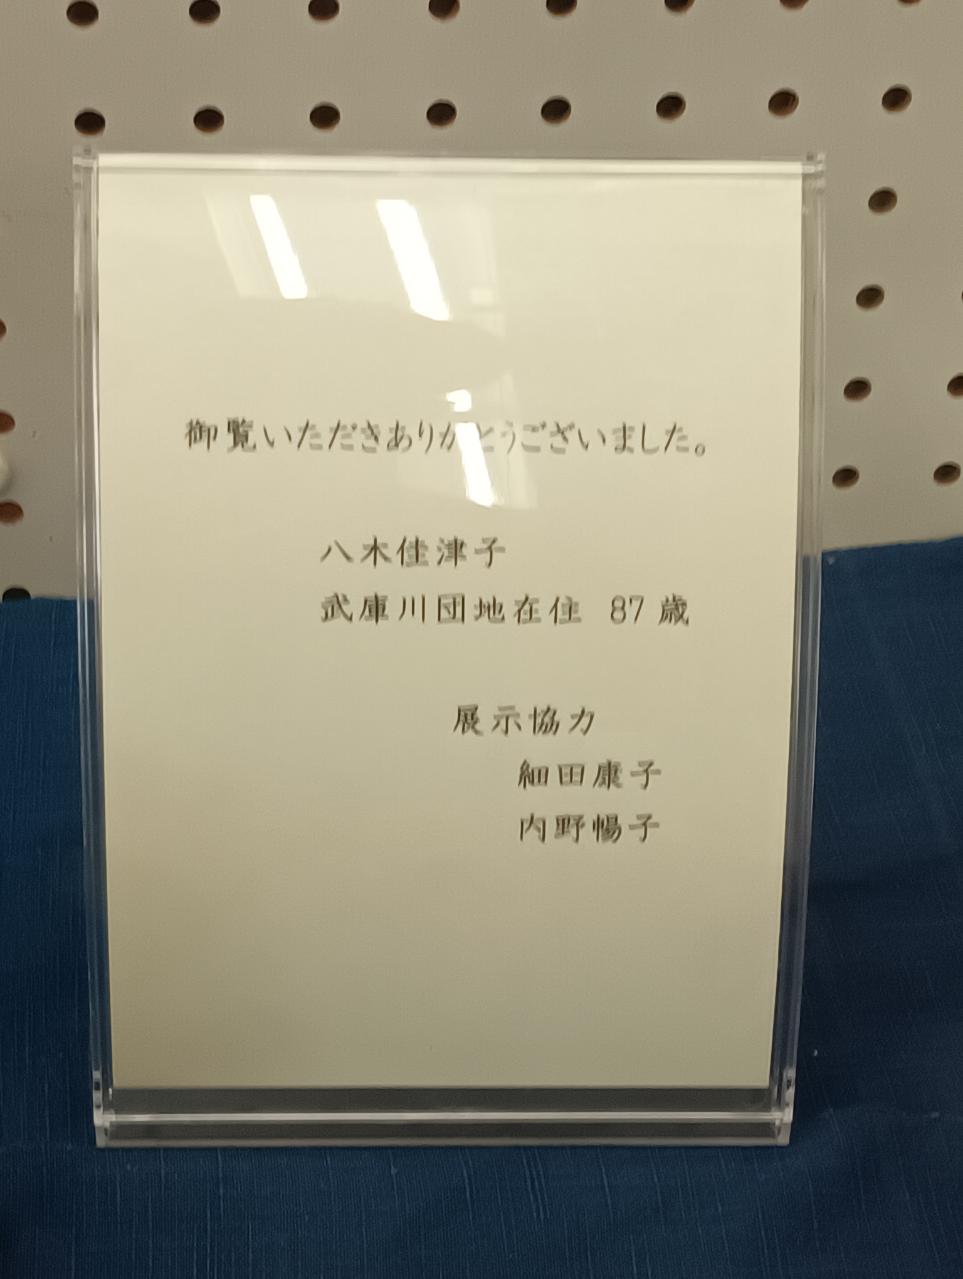 御覧いただきありがとうございました。
八木佳津子
武庫川団地在住 87 歳
展示協力
細田康子
内野暢子